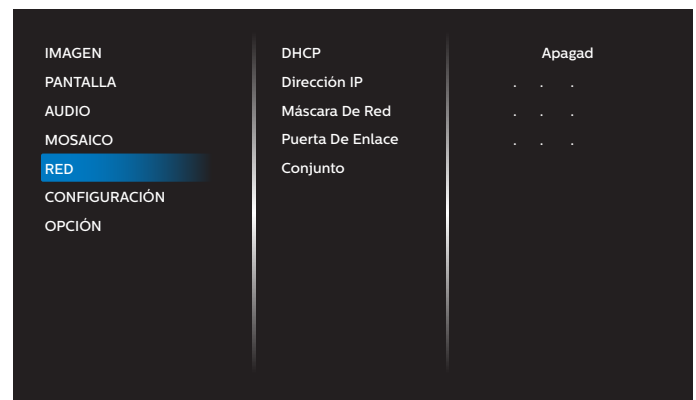 IMAGEN
PANTALLA
AUDIO
MOSAICO
RED
CONFIGURACIÓN
OPCIÓN
DHCP Apagad
Dirección IP . . .
Máscara De Red . . .
Puerta De Enlace . . .
Conjunto